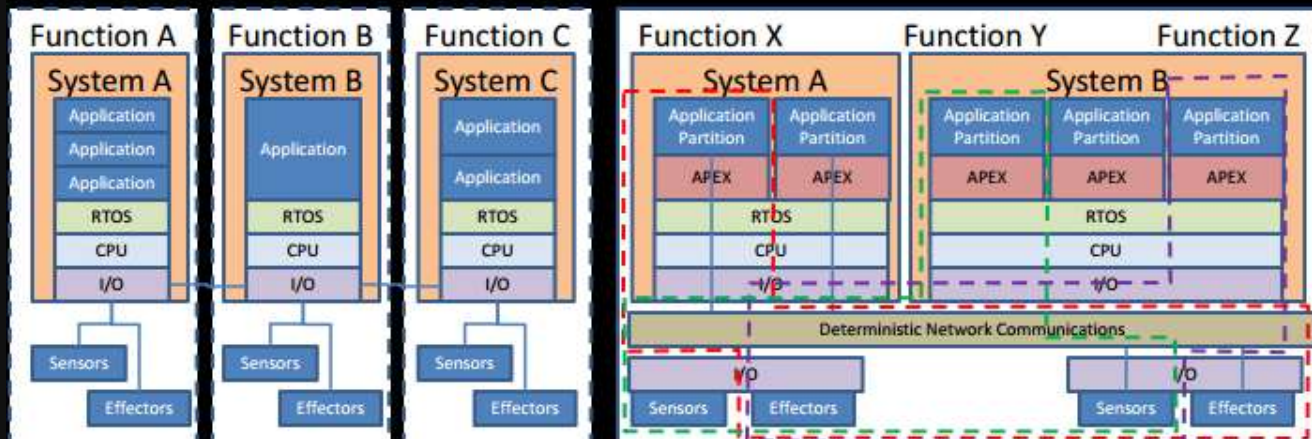 Function A
System A
Application
Application
Application
RTOS
CPU
I/O
Sensors
Effectors
Function B
System B
Application
RTOS
CPU
I/O
Sensors
Effectors
Function C
System C
Application
Application
RTOS
CPU
I/O
Sensors
Effectors
Function X
Function Y
Function Z
System A
System B
Application
Partition
Application
Partition
Application
Partition
Application
Partition
Application
Partition
APEX
APEX
APEX
APEX
APEX
RTOS
RTOS
CPU
CPU
I/O
I/O
Deterministic Network Communications
I/O
I/O
Sensors
Effectors
Sensors
Effectors